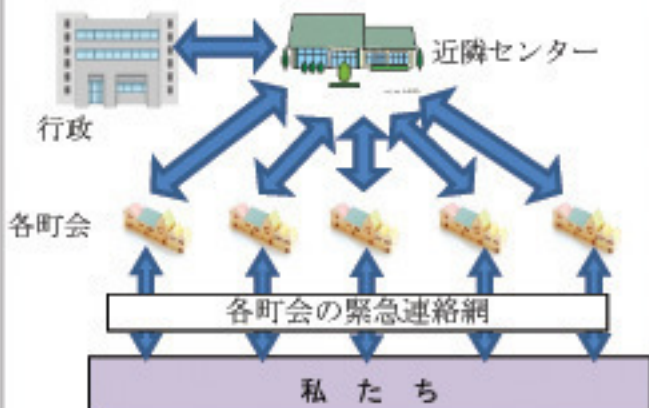 近隣センター
行政
各町会
各町会の緊急連絡網
私たち